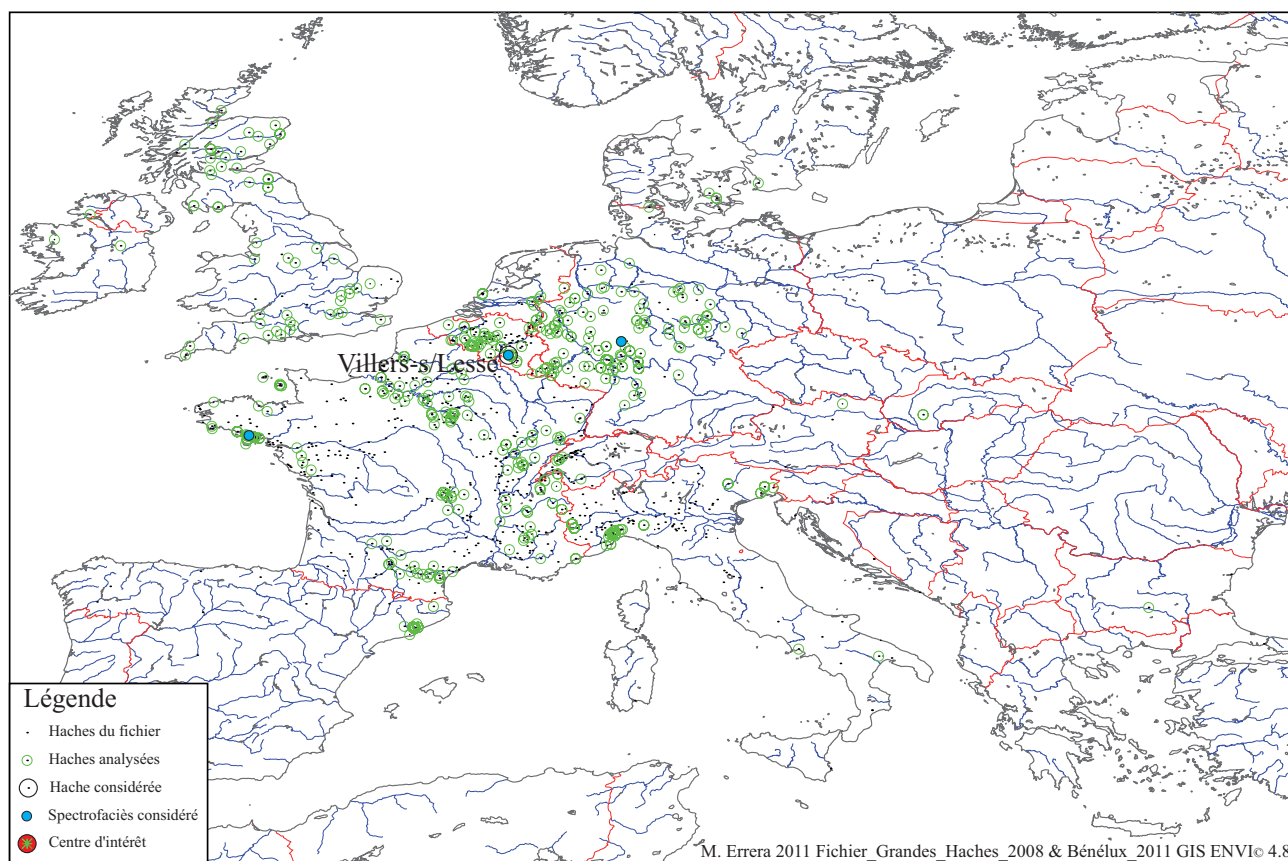 Villers-s/Lesse
Légende
Haches du fichier
Haches analysées
Hache considérée
Spectrofaciès considéré
Centre d'intérêt
M. Errera 2011 Fichier_Grandes_Haches_2008 & Bénélux_2011 GIS ENVI© 4.8